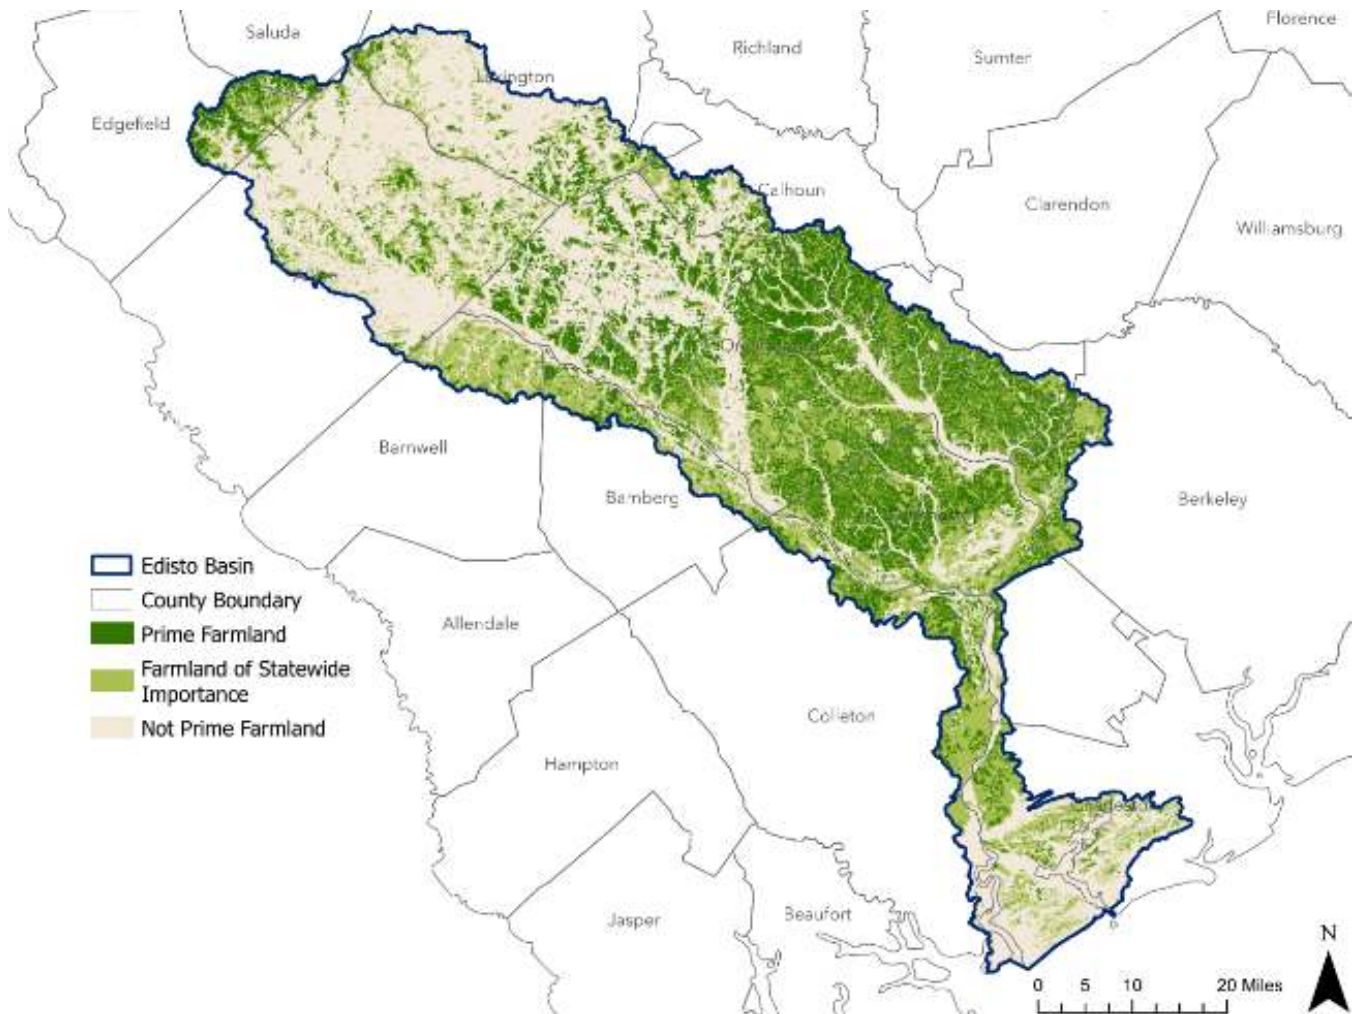 Florence
Saluda
Richland
Sumter
Lexington
Edgefield
Calhoun
Clarendon
Williamsburg
Barnwell
Bamberg
Berkeley
Edisto Basin
County Boundary
Prime Farmland
Farmland of Statewide
Importance
Not Prime Farmland
Allendale
Colleton
Hampton
Charleston
Jasper
Beaufort
N
0 5 10 20 Miles